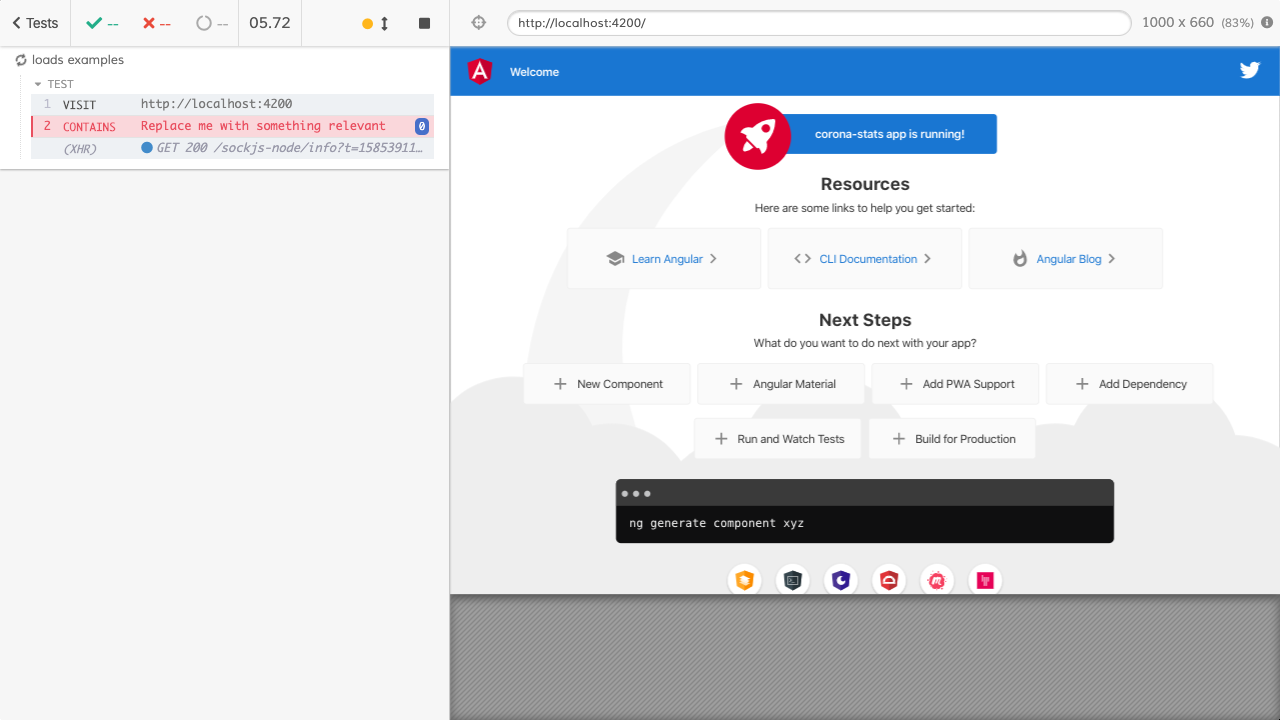 Tests -- -- -- 05.72
http://localhost:4200/ 1000 x 660 (83%)
loads examples
TEST
1 VISIT http://localhost:4200
2 CONTAINS Replace me with something relevant 0
(XHR) GET 200 /sockjs-node/info?t=15853911…
Welcome
corona-stats app is running!
Resources
Here are some links to help you get started:
Learn Angular
CLI Documentation
Angular Blog
Next Steps
What do you want to do next with your app?
New Component
Angular Material
Add PWA Support
Add Dependency
Run and Watch Tests
Build for Production
ng generate component xyz